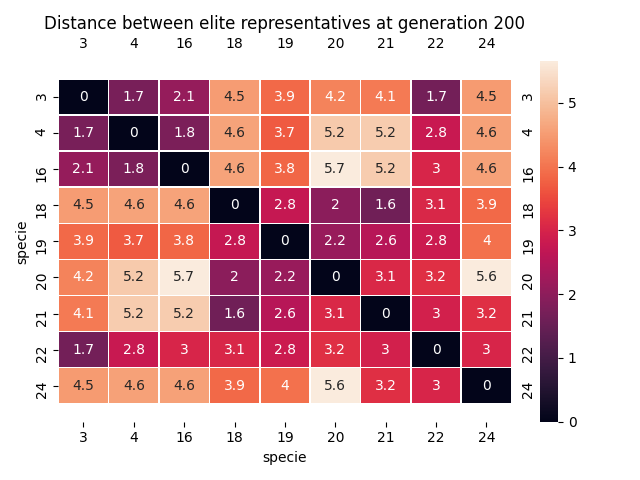 Distance between elite representatives at generation 200
3 4 16 18 19 20 21 22 24
3 0 1.7 2.1 4.5 3.9 4.2 4.1 1.7 4.5 3
4 1.7 0 1.8 4.6 3.7 5.2 5.2 2.8 4.6 4
16 2.1 1.8 0 4.6 3.8 5.7 5.2 3 4.6 16
18 4.5 4.6 4.6 0 2.8 2 1.6 3.1 3.9 18
19 3.9 3.7 3.8 2.8 0 2.2 2.6 2.8 4 19
20 4.2 5.2 5.7 2 2.2 0 3.1 3.2 5.6 20
21 4.1 5.2 5.2 1.6 2.6 3.1 0 3 3.2 21
22 1.7 2.8 3 3.1 2.8 3.2 3 0 3 22
24 4.5 4.6 4.6 3.9 4 5.6 3.2 3 0 24
3 4 16 18 19 20 21 22 24
specie
specie
5
4
3
2
1
0